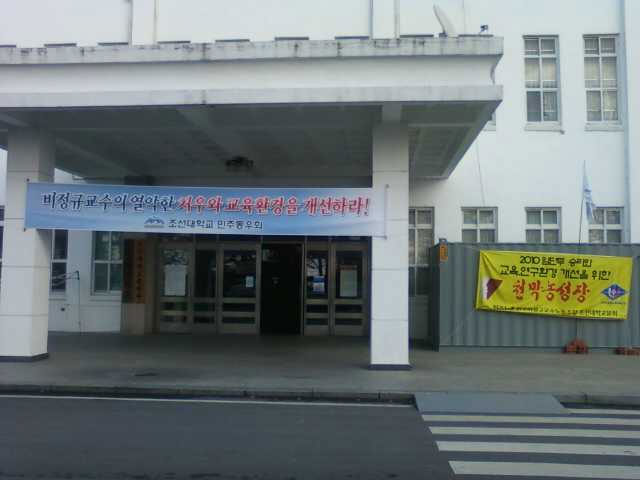 비정규교수의 열악한 처우와 교육환경을 개선하라!
조선대학교 민주동우회
2010 임단투 승리와
교육, 연구환경 개선을 위한
천막농성장